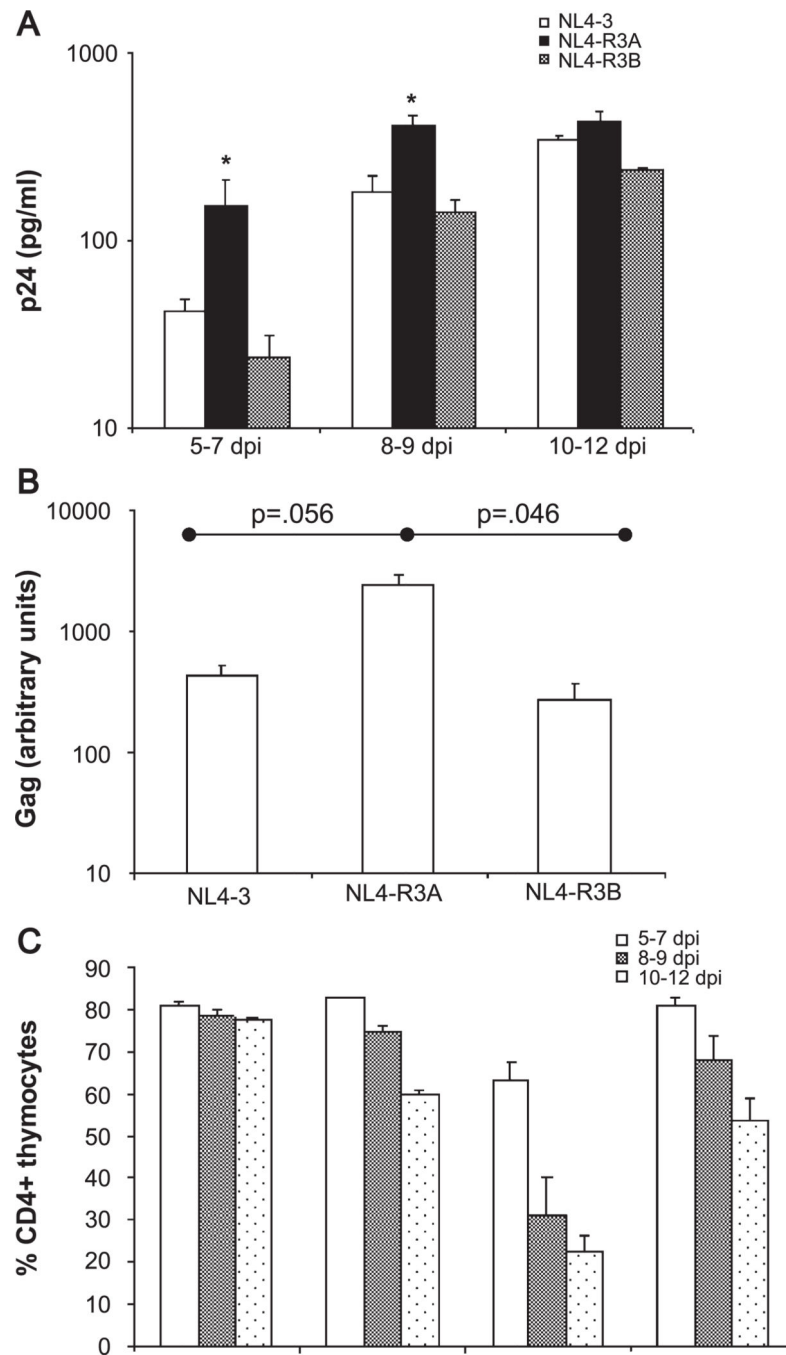 A
NL4-3
NL4-R3A
NL4-R3B
1000
100
10
p24 (pg/ml)
*
*
5-7 dpi
8-9 dpi
10-12 dpi
B
10000
1000
100
10
Gag (arbitrary units)
p=.056
p=.046
NL4-3
NL4-R3A
NL4-R3B
C
5-7 dpi
8-9 dpi
10-12 dpi
90
80
70
60
50
40
30
20
10
0
% CD4+ thymocytes